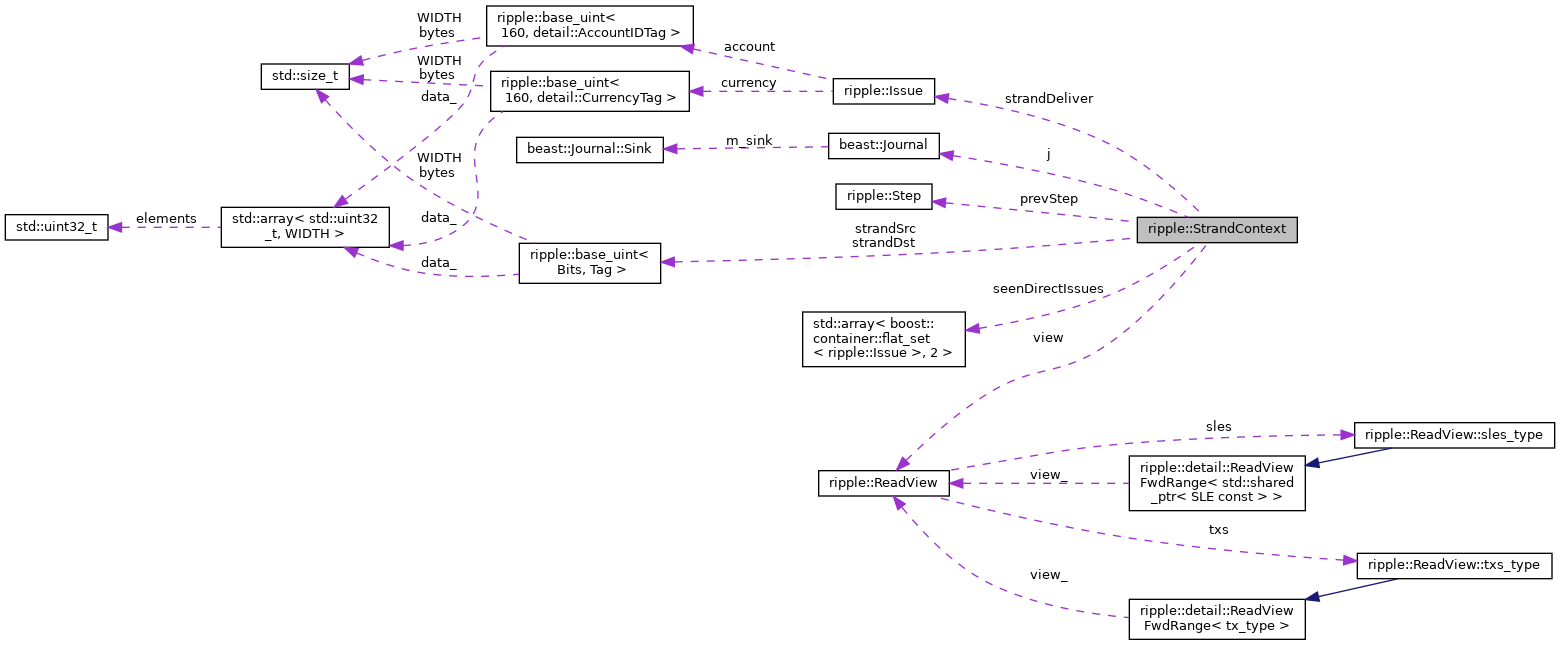 WIDTH
bytes
ripple::base_uint<
160, detail::AccountIDTag >
account
std::size_t
WIDTH
bytes
ripple::base_uint<
160, detail::CurrencyTag >
currency
ripple::Issue
strandDeliver
data_
beast::Journal::Sink
m_sink
beast::Journal
j
WIDTH
bytes
ripple::Step
prevStep
std::uint32_t
elements
std::array< std::uint32
_t, WIDTH >
data_
strandSrc
strandDst
ripple::StrandContext
data_
ripple::base_uint<
Bits, Tag >
seenDirectIssues
std::array< boost::
container::flat_set
< ripple::Issue >, 2 >
view
sles
ripple::ReadView::sles_type
ripple::ReadView
view_
ripple::detail::ReadView
FwdRange< std::shared
_ptr< SLE const > >
txs
ripple::ReadView::txs_type
view_
ripple::detail::ReadView
FwdRange< tx_type >